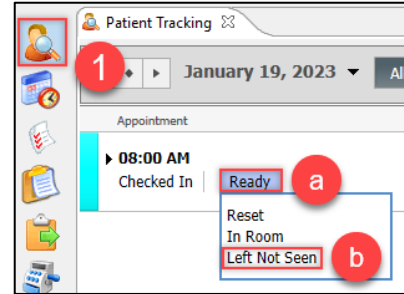 Patient Tracking
1
January 19, 2023
Al
Appointment
08:00 AM
Checked In Ready a
Reset
In Room
Left Not Seen b